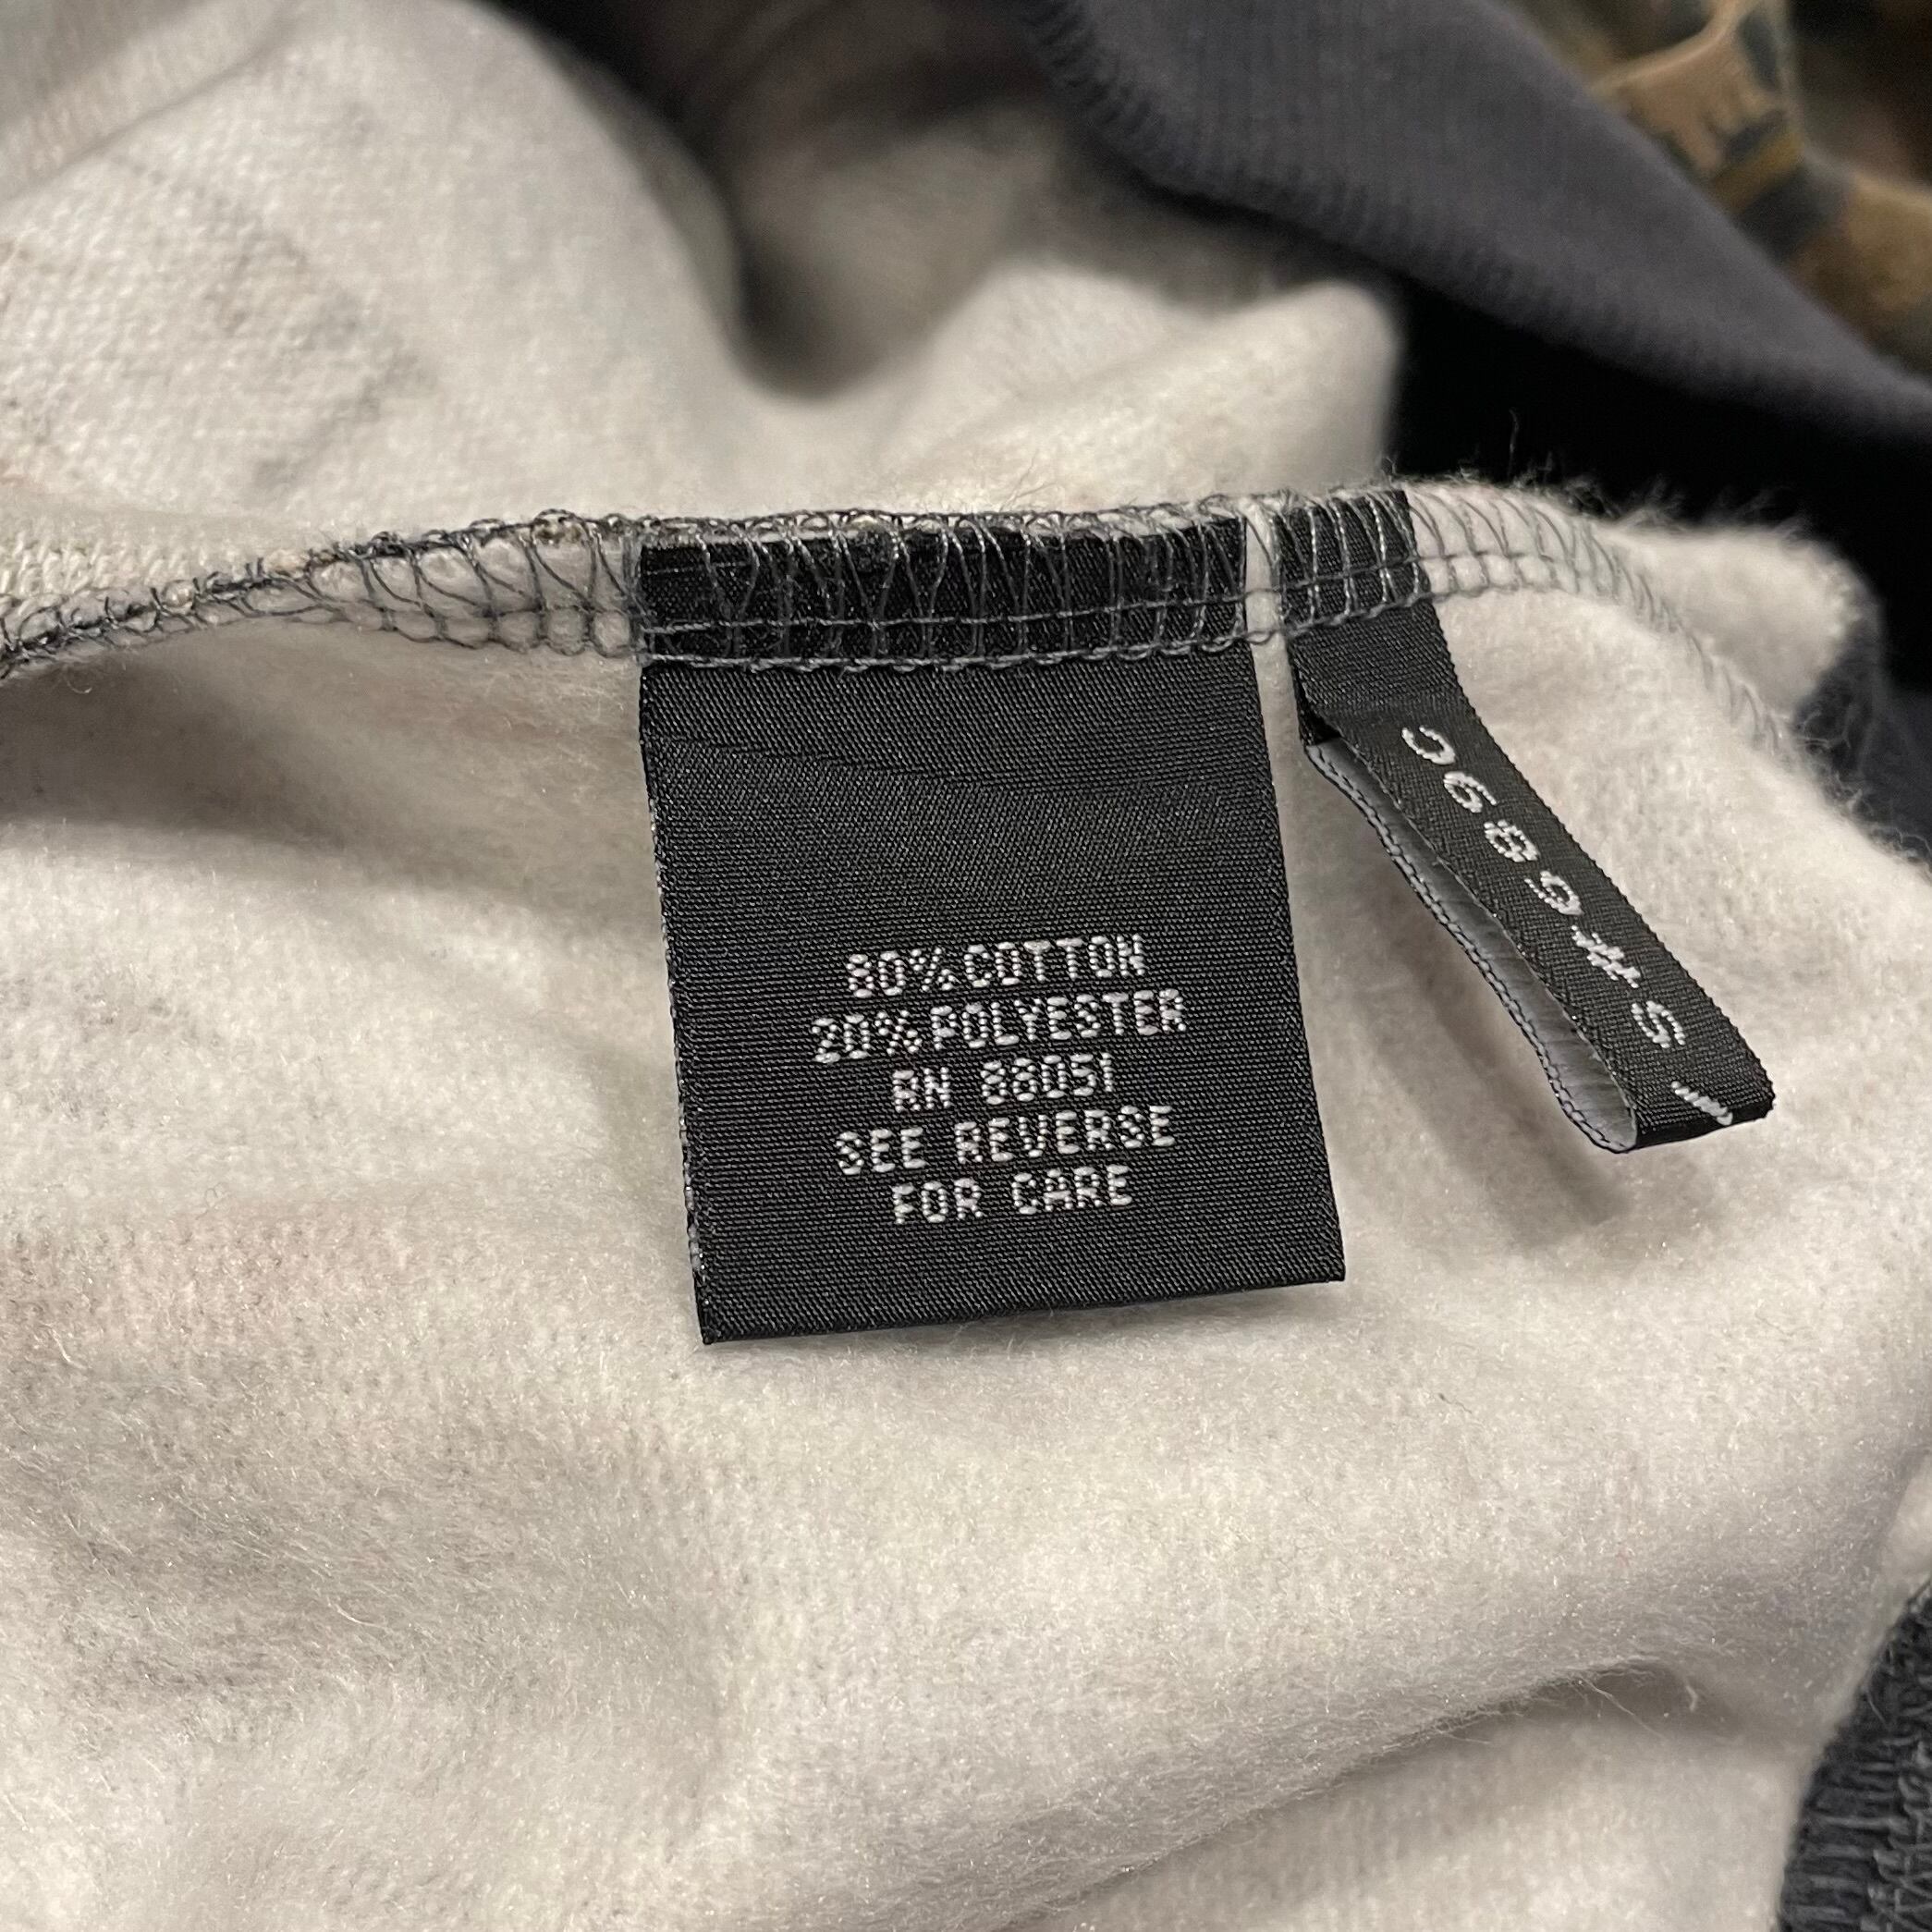 80% COTTON
20% POLYESTER
RN 88051
SEE REVERSE
FOR CARE